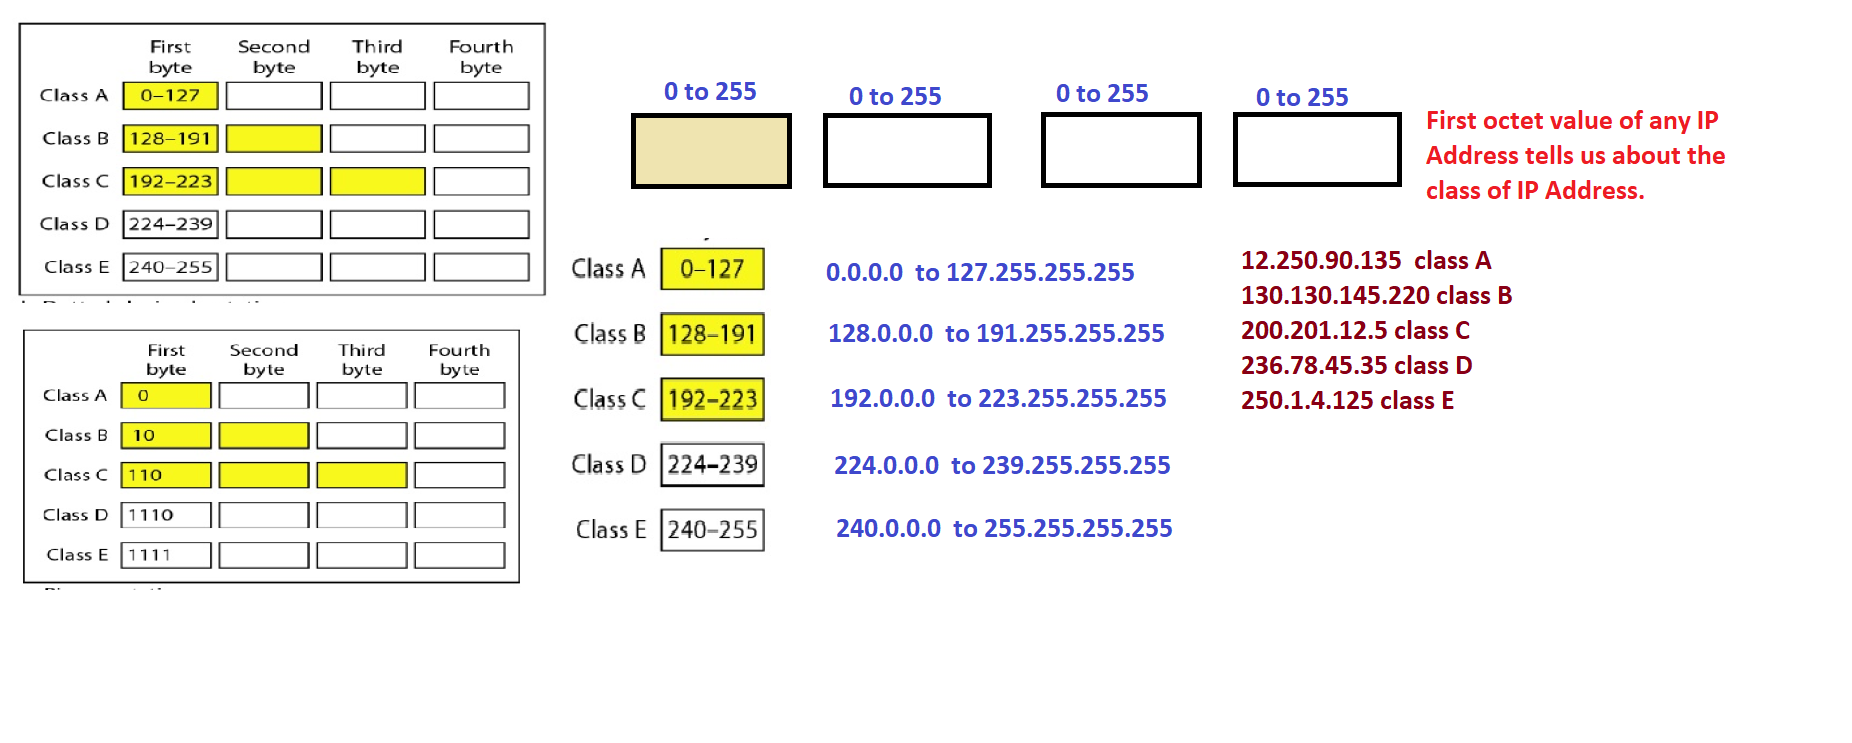 First byte Second byte Third byte Fourth byte
Class A 0–127
Class B 128–191
Class C 192–223
Class D 224–239
Class E 240–255
First byte Second byte Third byte Fourth byte
Class A 0
Class B 10
Class C 110
Class D 1110
Class E 1111
0 to 255 0 to 255 0 to 255 0 to 255
First octet value of any IP
Address tells us about the
class of IP Address.
Class A 0–127 0.0.0.0 to 127.255.255.255
Class B 128–191 128.0.0.0 to 191.255.255.255
Class C 192–223 192.0.0.0 to 223.255.255.255
Class D 224–239 224.0.0.0 to 239.255.255.255
Class E 240–255 240.0.0.0 to 255.255.255.255
12.250.90.135 class A
130.130.145.220 class B
200.201.12.5 class C
236.78.45.35 class D
250.1.4.125 class E